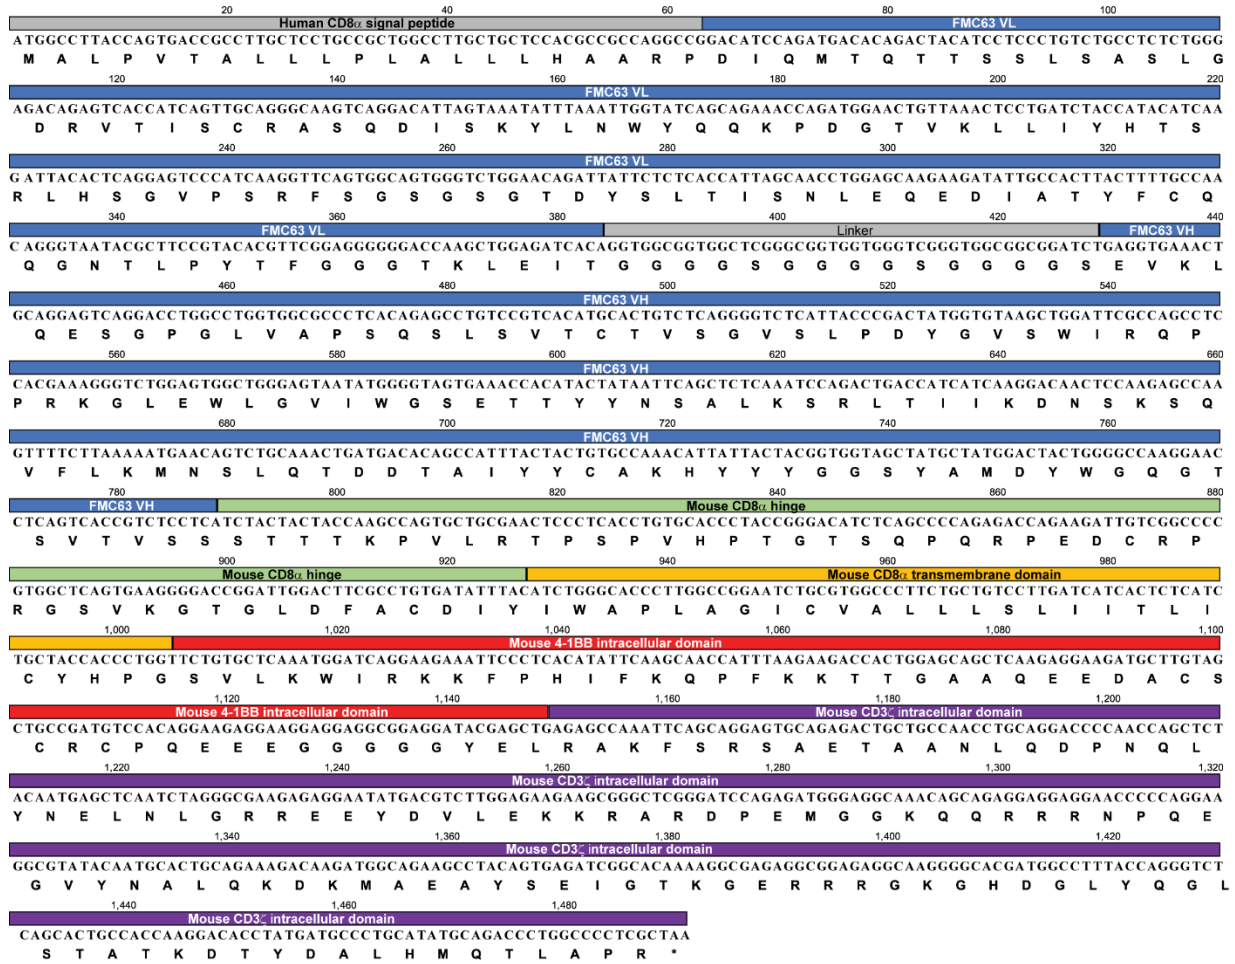 20 40 60 80 100
Human CD8α signal peptide FMC63 VL
ATGGCCTTACCAGTGACCGCCTTGCTCCTGCCGCTGGCCTTGCTGCTCCACGCCGCCAGGCCGGACATCCAGATGACACAGACTACATCCTCCCTGTCTGCCTCTCTGGG
M A L P V T A L L L P L A L L L H A A R P D I Q M T Q T T S S L S A S L G
120 140 160 180 200 220
FMC63 VL
AGACAGAGTCACCATCAGTTGCAGGGCAAGTCAGGACATTAGTAAATATTTAAATTGGTATCAGCAGAAACCAGATGGAACTGTTAAACTCCTGATCTACCATACATCAA
D R V T I S C R A S Q D I S K Y L N W Y Q Q K P D G T V K L L I Y H T S
240 260 280 300 320
FMC63 VL
GATTACACTCAGGAGTCCCATCAAGGTTCAGTGGCAGTGGGTCTGGAACAGATTATTCTCTCACCATTAGCAACCTGGAGCAAGAAGATATTGCCACTTACTTTTGCCAA
R L H S G V P S R F S G S G S G T D Y S L T I S N L E Q E D I A T Y F C Q
340 360 380 400 420 440
FMC63 VL Linker FMC63 VH
CAGGGTAATACGCTTCCGTACACGTTCGGAGGGGGGACCAAGCTGGAGATCACAGGTGGCGGTGGCTCGGGCGGTGGTGGGTCGGGTGGCGGCGGATCTGAGGTGAAACT
Q G N T L P Y T F G G G T K L E I T G G G G S G G G G S G G G G S E V K L
460 480 500 520 540
FMC63 VH
GCAGGAGTCAGGACCTGGCCTGGTGGCGCCCTCACAGAGCCTGTCCGTCACATGCACTGTCTCAGGGGTCTCATTACCCGACTATGGTGTAAGCTGGATTCGCCAGCCTC
Q E S G P G L V A P S Q S L S V T C T V S G V S L P D Y G V S W I R Q P
560 580 600 620 640 660
FMC63 VH
CACGAAAGGGTCTGGAGTGGCTGGGAGTAATATGGGGTAGTGAAACCACATACTATAATTCAGCTCTCAAATCCAGACTGACCATCATCAAGGACAACTCCAAGAGCCAA
P R K G L E W L G V I W G S E T T Y Y N S A L K S R L T I I K D N S K S Q
680 700 720 740 760
FMC63 VH
GTTTTCTTAAAAATGAACAGTCTGCAAACTGATGACACAGCCATTTACTACTGTGCCAAACATTATTACTACGGTGGTAGCTATGCTATGGACTACTGGGGCCAAGGAAC
V F L K M N S L Q T D D T A I Y Y C A K H Y Y Y G G S Y A M D Y W G Q G T
780 800 820 840 860 880
FMC63 VH Mouse CD8α hinge
CTCAGTCACCGTCTCCTCATCTACTACTACCAAGCCAGTGCTGCGAACTCCCTCACCTGTGCACCCTACCGGGACATCTCAGCCCCAGAGACCAGAAGATTGTCGGCCCC
S V T V S S S T T T K P V L R T P S P V H P T G T S Q P Q R P E D C R P
900 920 940 960 980
Mouse CD8α hinge Mouse CD8α transmembrane domain
GTGGCTCAGTGAAGGGGACCGGATTGGACTTCGCCTGTGATATTTACATCTGGGCACCCTTGGCCGGAATCTGCGTGGCCCTTCTGCTGTCCTTGATCATCACTCTCATC
R G S V K G T G L D F A C D I Y I W A P L A G I C V A L L L S L I I T L I
1,000 1,020 1,040 1,060 1,080 1,100
Mouse 4-1BB intracellular domain
TGCTACCACCCTGGTTCTGTGCTCAAATGGATCAGGAAGAAATTCCCTCACATATTCAAGCAACCATTTAAGAAGACCACTGGAGCAGCTCAAGAGGAAGATGCTTGTAG
C Y H P G S V L K W I R K K F P H I F K Q P F K K T T G A A Q E E D A C S
1,120 1,140 1,160 1,180 1,200
Mouse 4-1BB intracellular domain Mouse CD3ζ intracellular domain
CTGCCGATGTCCACAGGAAGAGGAAGGAGGAGGCGGAGGATACGAGCTGAGAGCCAAATTCAGCAGGAGTGCAGAGACTGCTGCCAACCTGCAGGACCCCAACCAGCTCT
C R C P Q E E E G G G G G Y E L R A K F S R S A E T A A N L Q D P N Q L
1,220 1,240 1,260 1,280 1,300 1,320
Mouse CD3ζ intracellular domain
ACAATGAGCTCAATCTAGGGCGAAGAGAGGAATATGACGTCTTGGAGAAGAAGCGGGCTCGGGATCCAGAGATGGGAGGCAAACAGCAGAGGAGGAGGAACCCCCAGGAA
Y N E L N L G R R E E Y D V L E K K R A R D P E M G G K Q Q R R R N P Q E
1,340 1,360 1,380 1,400 1,420
Mouse CD3ζ intracellular domain
GGCGTATACAATGCACTGCAGAAAGACAAGATGGCAGAAGCCTACAGTGAGATCGGCACAAAAGGCGAGAGGCGGAGAGGCAAGGGGCACGATGGCCTTTACCAGGGTCT
G V Y N A L Q K D K M A E A Y S E I G T K G E R R R G K G H D G L Y Q G L
1,440 1,460 1,480
Mouse CD3ζ intracellular domain
CAGCACTGCCACCAAGGACACCTATGATGCCCTGCATATGCAGACCCTGGCCCCTCGCTAA
S T A T K D T Y D A L H M Q T L A P R *